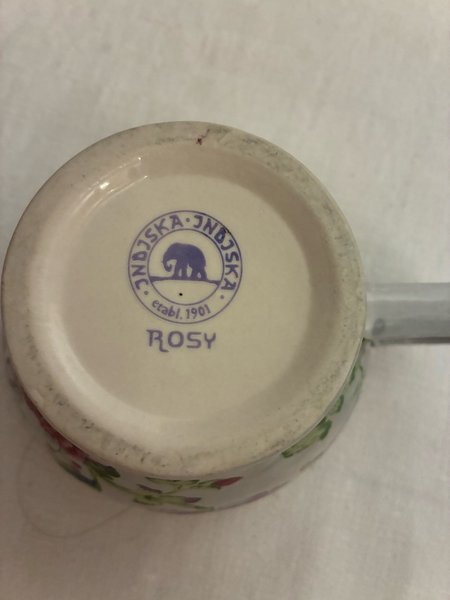 INDISKA · INDISKA ·
etabl. 1901
ROSY